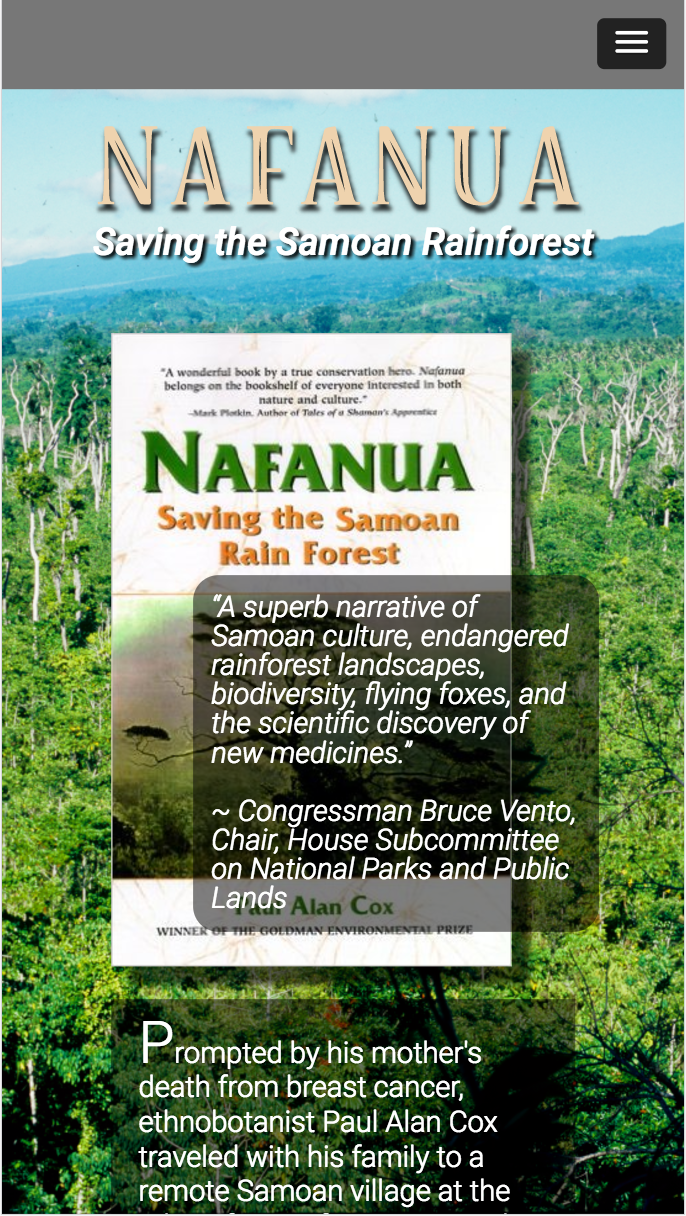 NAFANUA
Saving the Samoan Rainforest
"A wonderful book by a true conservation hero. Nafanua
belongs on the bookshelf of everyone interested in both
nature and culture."
–Mark Plotkin, Author of Tales of a Shaman's Apprentice
NAFANUA
Saving the Samoan
Rain Forest
“A superb narrative of
Samoan culture, endangered
rainforest landscapes,
biodiversity, flying foxes, and
the scientific discovery of
new medicines.”
~ Congressman Bruce Vento,
Chair, House Subcommittee
on National Parks and Public
Lands
Paul Alan Cox
WINNER OF THE GOLDMAN ENVIRONMENTAL PRIZE
Prompted by his mother's
death from breast cancer,
ethnobotanist Paul Alan Cox
traveled with his family to a
remote Samoan village at the